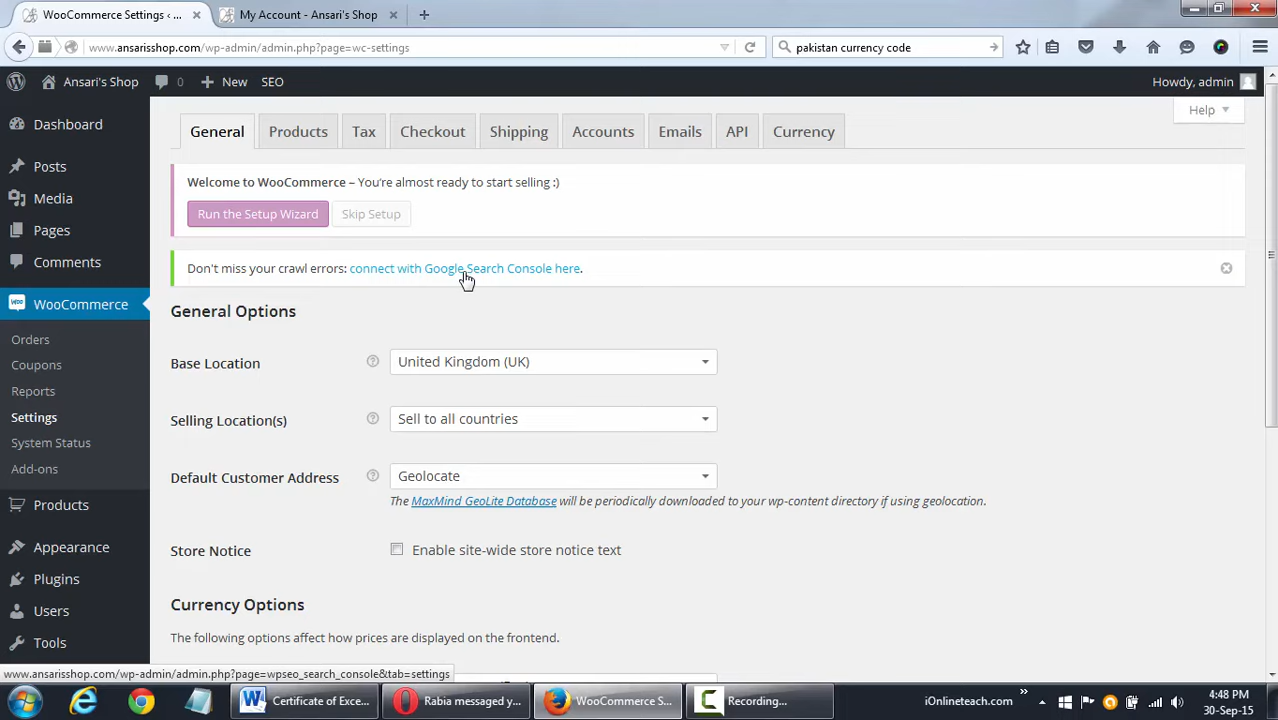 WooCommerce Settings ‹ ...
My Account - Ansari's Shop
www.ansarisshop.com/wp-admin/admin.php?page=wc-settings
pakistan currency code
Ansari's Shop
0
New
SEO
Howdy, admin
Help
Dashboard
Posts
Media
Pages
Comments
WooCommerce
Orders
Coupons
Reports
Settings
System Status
Add-ons
Products
Appearance
Plugins
Users
Tools
General
Products
Tax
Checkout
Shipping
Accounts
Emails
API
Currency
Welcome to WooCommerce – You're almost ready to start selling :)
Run the Setup Wizard
Skip Setup
Don't miss your crawl errors: connect with Google Search Console here.
General Options
Base Location
United Kingdom (UK)
Selling Location(s)
Sell to all countries
Default Customer Address
Geolocate
The MaxMind GeoLite Database will be periodically downloaded to your wp-content directory if using geolocation.
Store Notice
Enable site-wide store notice text
Currency Options
The following options affect how prices are displayed on the frontend.
www.ansarisshop.com/wp-admin/admin.php?page=wpseo_search_console&tab=settings
Certificate of Exce...
Rabia messaged y...
WooCommerce S...
Recording...
iOnlineteach.com
4:48 PM
30-Sep-15